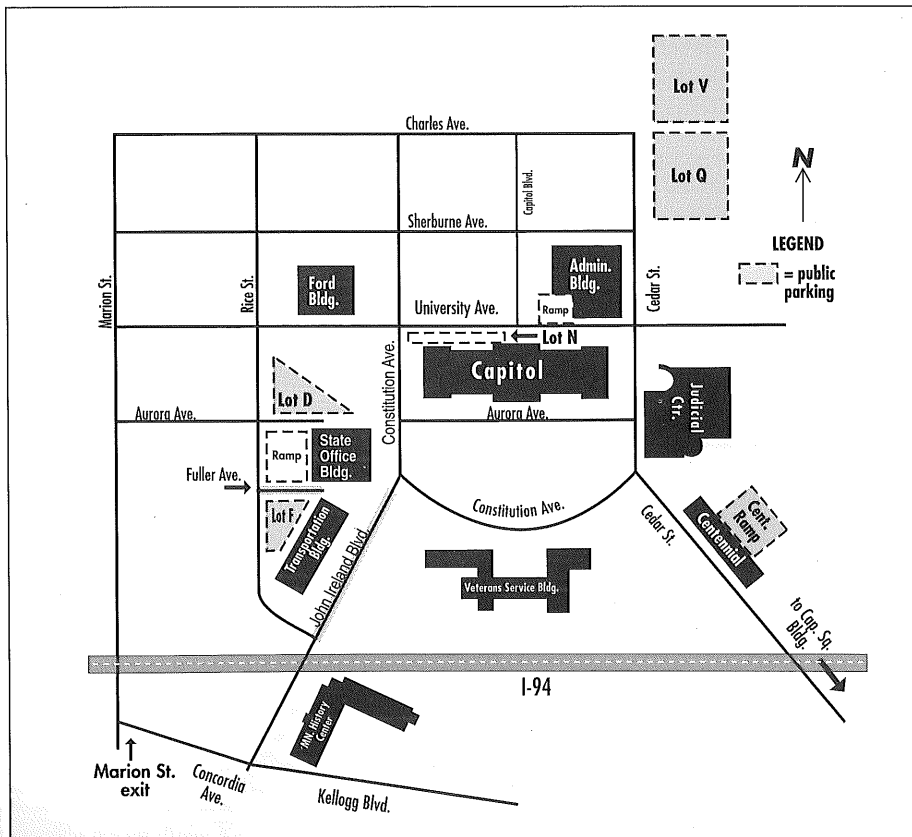 Lot V
Charles Ave.
Lot Q
N
Capitol Blvd.
Sherburne Ave.
LEGEND
= public
parking
Marion St.
Rice St.
Ford
Bldg.
Admin.
Bldg.
Cedar St.
University Ave.
Ramp
Lot N
Constitution Ave.
Capitol
Judicial
Ctr.
Lot D
Aurora Ave.
Aurora Ave.
Ramp
State
Office
Bldg.
Fuller Ave.
Lot F
Transportation
Bldg.
John Ireland Blvd.
Constitution Ave.
Cedar St.
Cent.
Ramp
Centennial
Veterans Service Bldg.
to Cap. Sq.
Bldg.
I-94
MN. History
Center
Marion St.
exit
Concordia
Ave.
Kellogg Blvd.